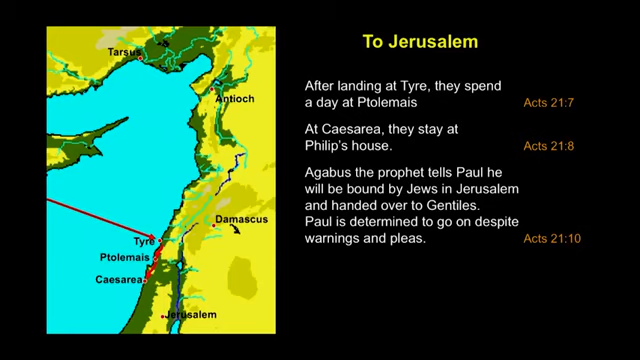 To Jerusalem
After landing at Tyre, they spend
a day at Ptolemais Acts 21:7
At Caesarea, they stay at
Philip's house. Acts 21:8
Agabus the prophet tells Paul he
will be bound by Jews in Jerusalem
and handed over to Gentiles.
Paul is determined to go on despite
warnings and pleas. Acts 21:10
Tarsus
Antioch
Damascus
Tyre
Ptolemais
Caesarea
Jerusalem